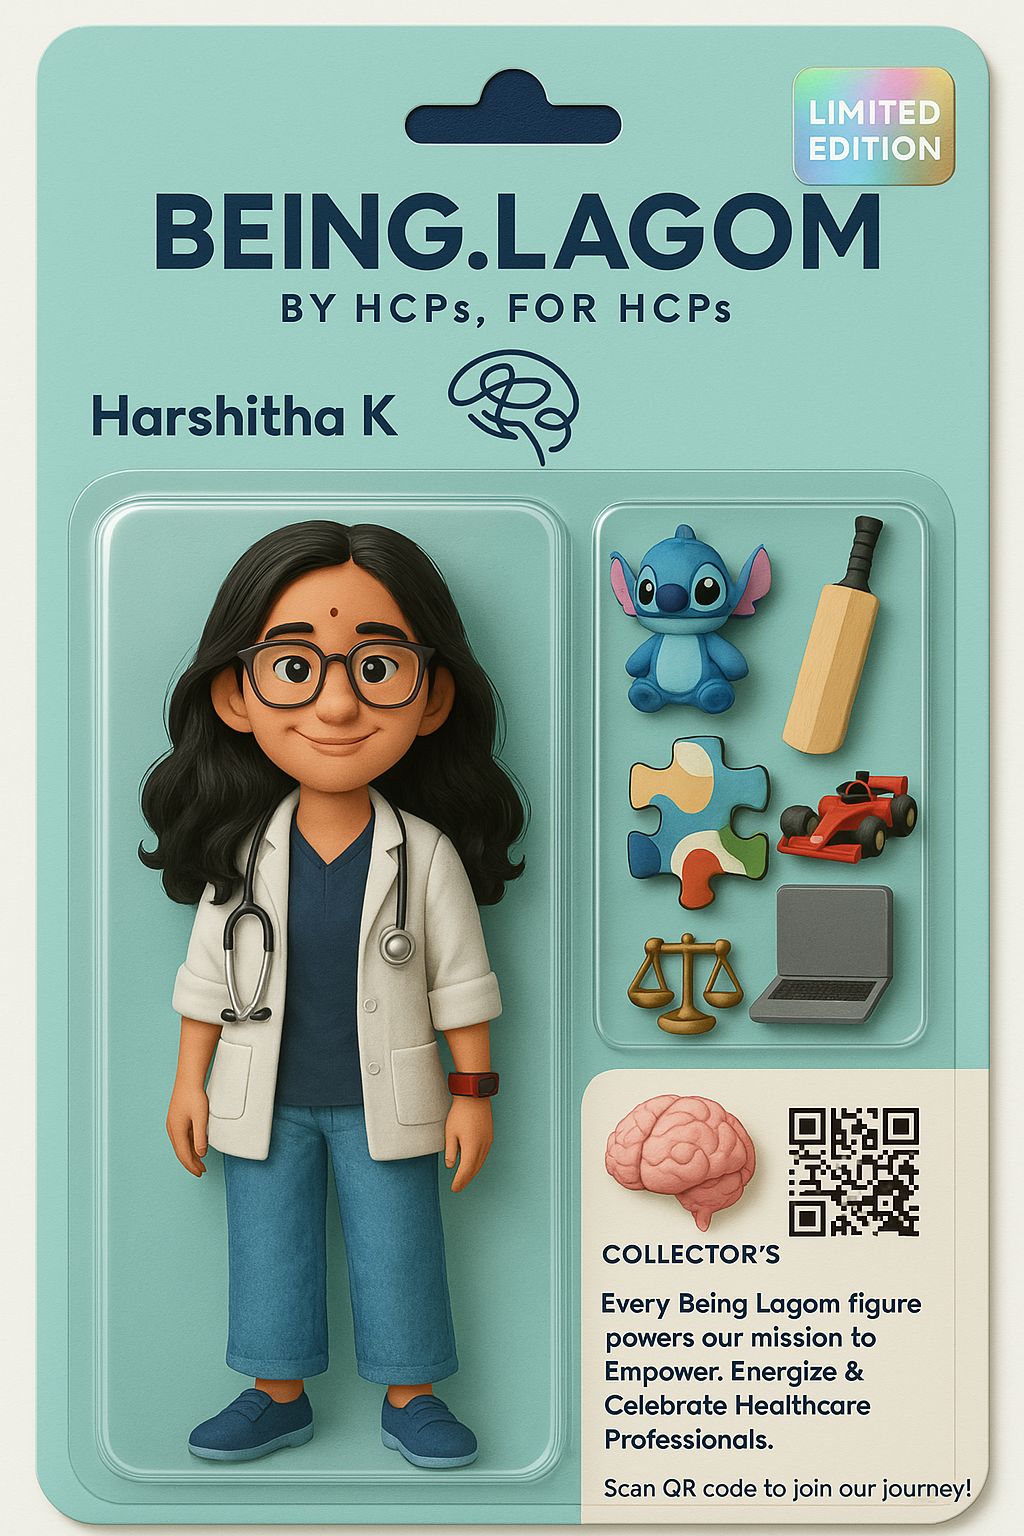 LIMITED
EDITION
BEING.LAGOM
BY HCPs, FOR HCPs
Harshitha K
COLLECTOR'S
Every Being Lagom figure
powers our mission to
Empower. Energize &
Celebrate Healthcare
Professionals.
Scan QR code to join our journey!